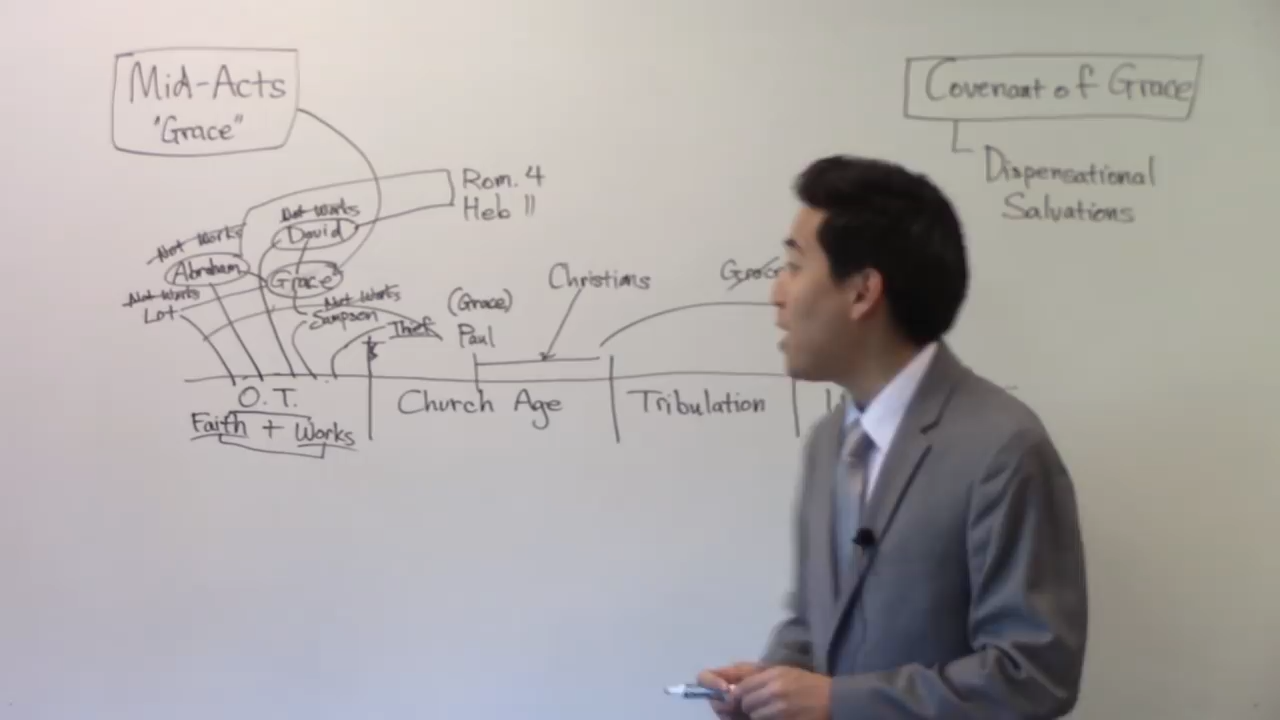 Mid-Acts
"Grace"
Covenant of Grace
Dispensational
Salvations
Rom. 4
Heb 11
Not Works
David
Not Works
Abraham
Grace
Not Works
Lot
Not Works
Sampson
Thief
(Grace)
Paul
Christians
O.T.
Faith + Works
Church Age
Tribulation